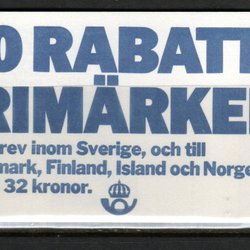 0 RABATT
RIMÄRKE
rev inom Sverige, och till
mark, Finland, Island och Norge
32 kronor.